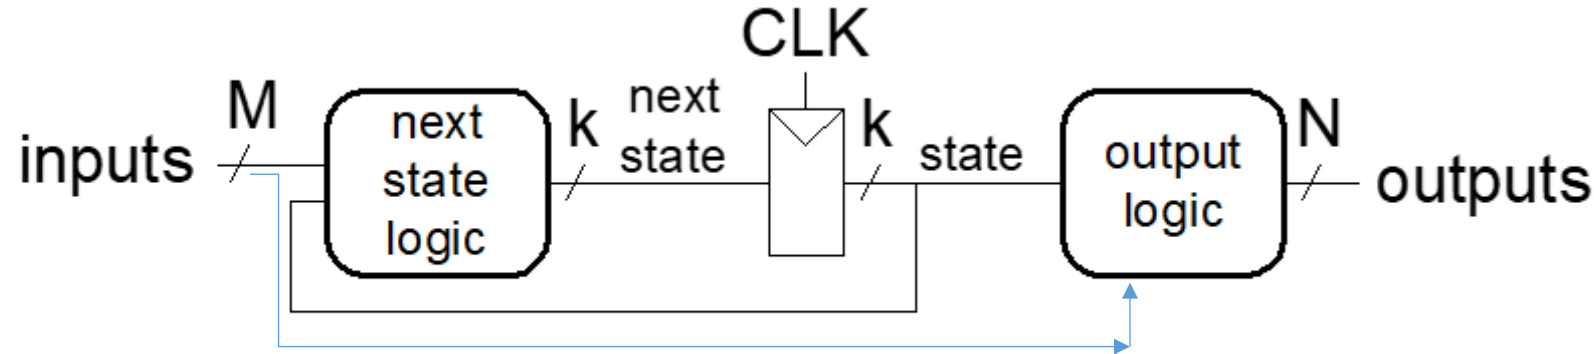 CLK
M
inputs
next
state
logic
k
next
state
k
state
output
logic
N
outputs